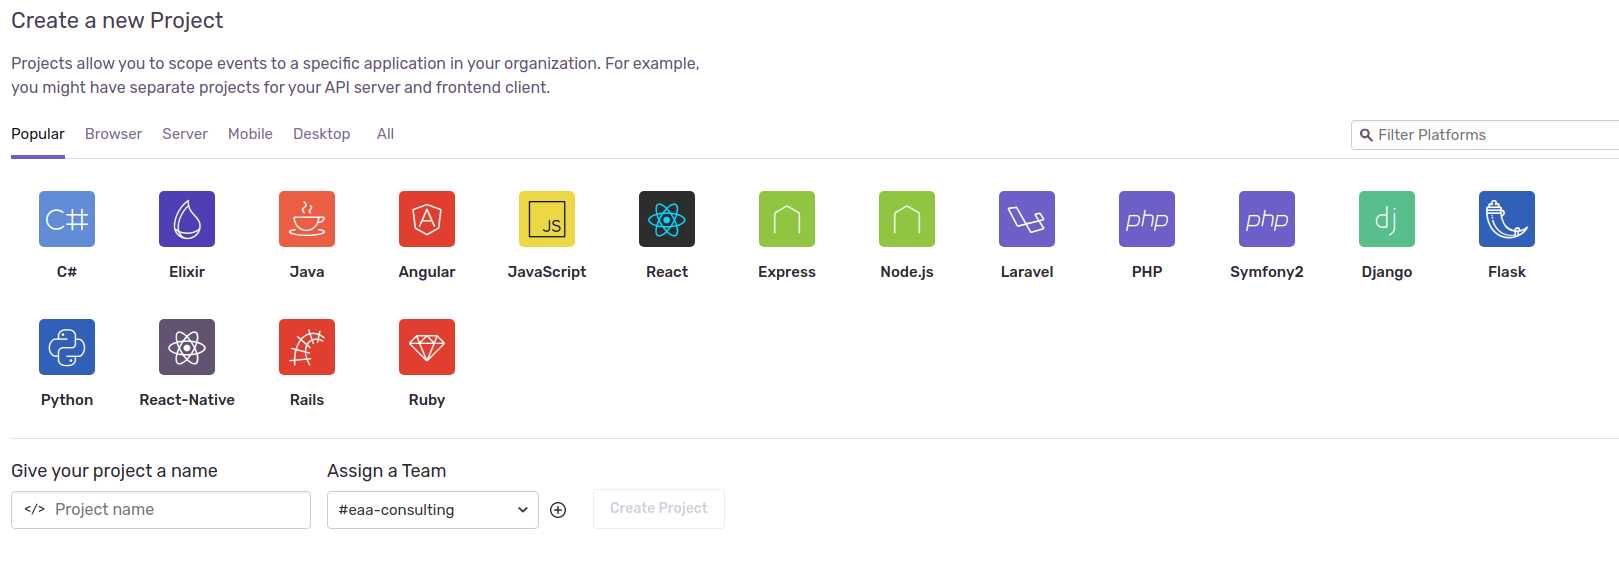 Create a new Project
Projects allow you to scope events to a specific application in your organization. For example,
you might have separate projects for your API server and frontend client.
Popular Browser Server Mobile Desktop All Filter Platforms
C# JS php php dj
C# Elixir Java Angular JavaScript React Express Node.js Laravel PHP Symfony2 Django Flask
Python React-Native Rails Ruby
Give your project a name Assign a Team
</> Project name #eaa-consulting Create Project